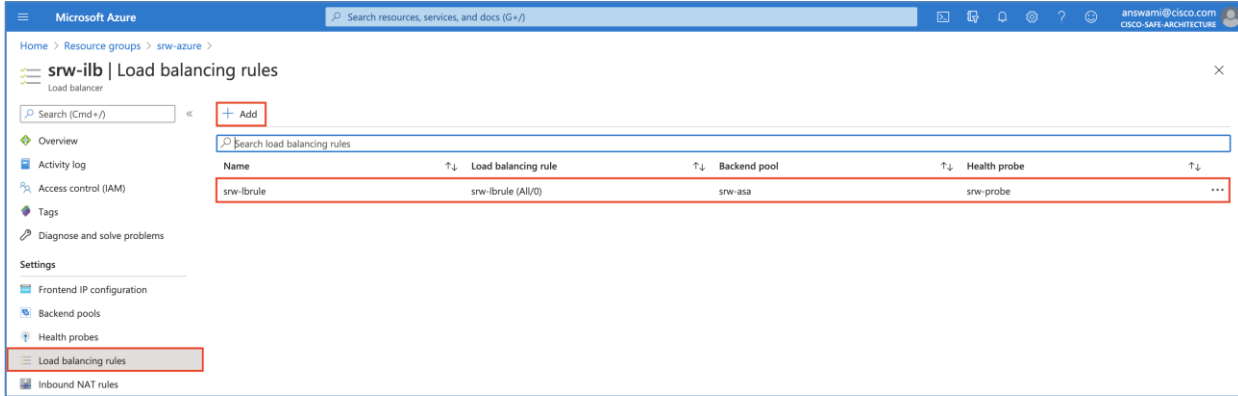 Microsoft Azure
Search resources, services, and docs (G+/)
answami@cisco.com
CISCO-SAFE-ARCHITECTURE
Home > Resource groups > srw-azure >
srw-ilb | Load balancing rules
Load balancer
Search (Cmd+/)
Add
Overview
Activity log
Access control (IAM)
Tags
Diagnose and solve problems
Settings
Frontend IP configuration
Backend pools
Health probes
Load balancing rules
Inbound NAT rules
Search load balancing rules
Name Load balancing rule Backend pool Health probe
srw-lbrule srw-lbrule (All/0) srw-asa srw-probe